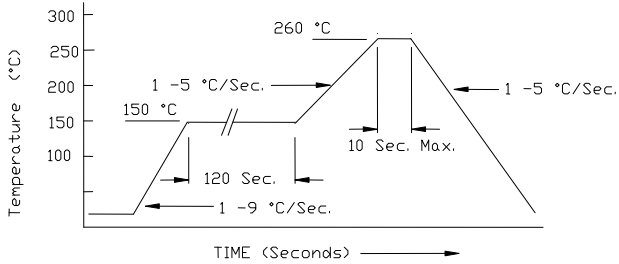 300
260 °C
250
200
1 -5 °C/Sec.
1 -5 °C/Sec.
150 °C
150
10 Sec. Max.
100
120 Sec.
1 -9 °C/Sec.
Temperature (°C)
TIME (Seconds)